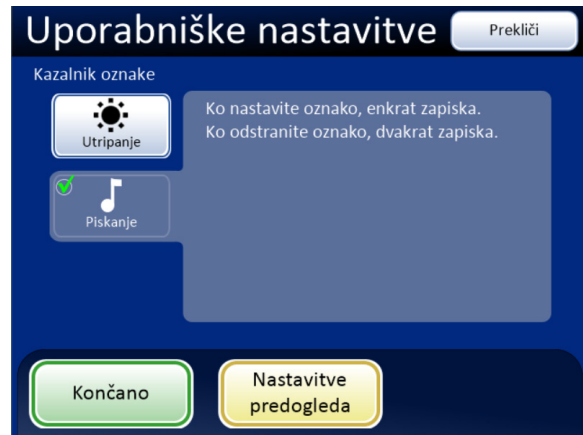 Uporabniške nastavitve
Prekliči
Kazalnik oznake
Utripanje
Ko nastavite oznako, enkrat zapiska.
Ko odstranite oznako, dvakrat zapiska.
Piskanje
Končano
Nastavitve
predogleda